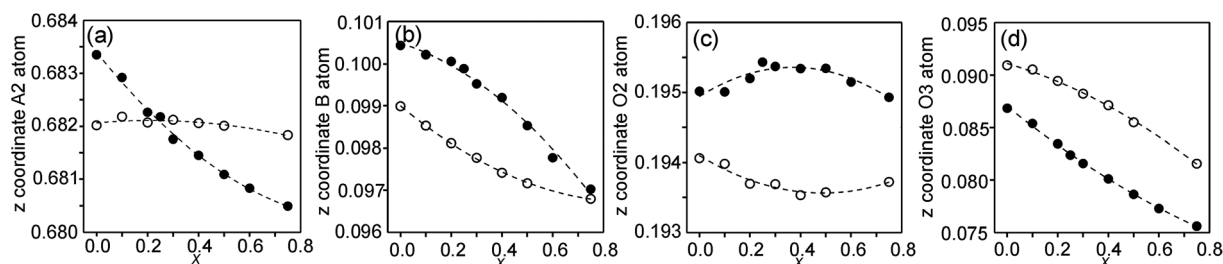 (a)
z coordinate A2 atom
0.684
0.683
0.682
0.681
0.680
0.0 0.2 0.4 0.6 0.8
x
(b)
z coordinate B atom
0.101
0.100
0.099
0.098
0.097
0.096
0.0 0.2 0.4 0.6 0.8
x
(c)
z coordinate O2 atom
0.196
0.195
0.194
0.193
0.0 0.2 0.4 0.6 0.8
x
(d)
z coordinate O3 atom
0.095
0.090
0.085
0.080
0.075
0.0 0.2 0.4 0.6 0.8
x